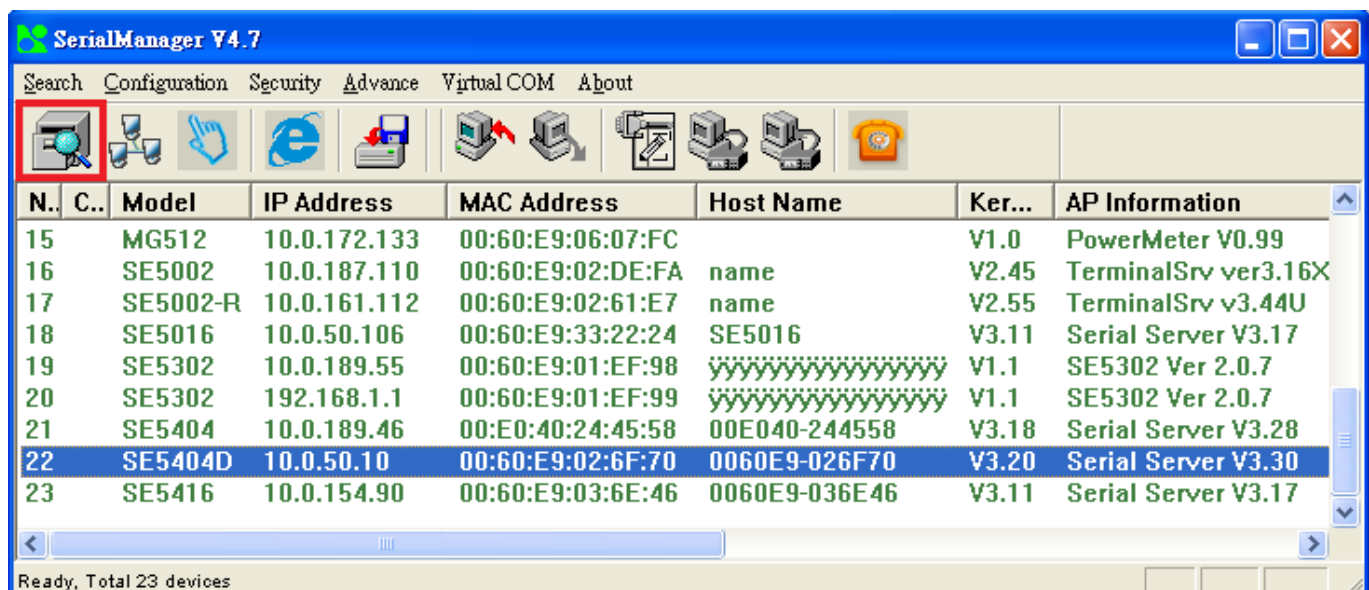 SerialManager V4.7
Search Configuration Security Advance Virtual COM About
N.. C.. Model IP Address MAC Address Host Name Ker... AP Information
15 MG512 10.0.172.133 00:60:E9:06:07:FC V1.0 PowerMeter V0.99
16 SE5002 10.0.187.110 00:60:E9:02:DE:FA name V2.45 TerminalSrv ver3.16X
17 SE5002-R 10.0.161.112 00:60:E9:02:61:E7 name V2.55 TerminalSrv v3.44U
18 SE5016 10.0.50.106 00:60:E9:33:22:24 SE5016 V3.11 Serial Server V3.17
19 SE5302 10.0.189.55 00:60:E9:01:EF:98 ÿÿÿÿÿÿÿÿÿÿÿÿÿÿÿÿ V1.1 SE5302 Ver 2.0.7
20 SE5302 192.168.1.1 00:60:E9:01:EF:99 ÿÿÿÿÿÿÿÿÿÿÿÿÿÿÿÿ V1.1 SE5302 Ver 2.0.7
21 SE5404 10.0.189.46 00:E0:40:24:45:58 00E040-244558 V3.18 Serial Server V3.28
22 SE5404D 10.0.50.10 00:60:E9:02:6F:70 0060E9-026F70 V3.20 Serial Server V3.30
23 SE5416 10.0.154.90 00:60:E9:03:6E:46 0060E9-036E46 V3.11 Serial Server V3.17
Ready, Total 23 devices